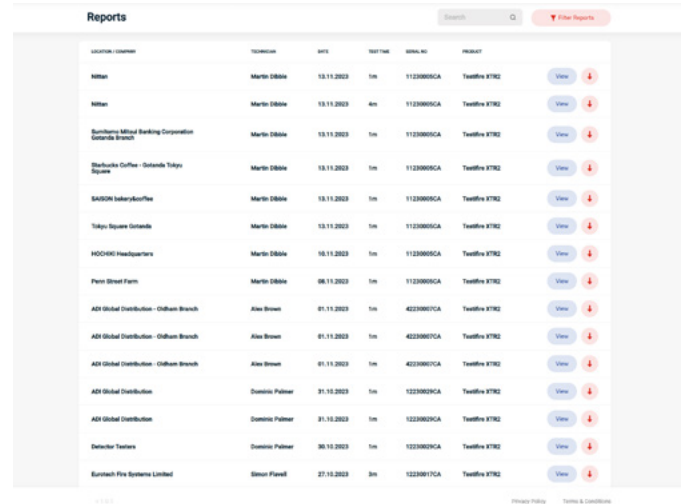 Reports
Search
Filter Reports
LOCATION / COMPANY TECHNICIAN DATE TEST TIME SERIAL NO PRODUCT
Nittan Martin Dibble 13.11.2023 1m 11230005CA Testifire XTR2 View
Nittan Martin Dibble 13.11.2023 4m 11230005CA Testifire XTR2 View
Sumitomo Mitsui Banking Corporation
Gotanda Branch Martin Dibble 13.11.2023 1m 11230005CA Testifire XTR2 View
Starbucks Coffee - Gotanda Tokyu
Square Martin Dibble 13.11.2023 1m 11230005CA Testifire XTR2 View
SAISON bakery&coffee Martin Dibble 13.11.2023 1m 11230005CA Testifire XTR2 View
Tokyu Square Gotanda Martin Dibble 13.11.2023 1m 11230005CA Testifire XTR2 View
HOCHIKI Headquarters Martin Dibble 10.11.2023 1m 11230005CA Testifire XTR2 View
Penn Street Farm Martin Dibble 08.11.2023 1m 11230005CA Testifire XTR2 View
ADI Global Distribution - Oldham Branch Alex Brown 01.11.2023 1m 42230007CA Testifire XTR2 View
ADI Global Distribution - Oldham Branch Alex Brown 01.11.2023 1m 42230007CA Testifire XTR2 View
ADI Global Distribution - Oldham Branch Alex Brown 01.11.2023 1m 42230007CA Testifire XTR2 View
ADI Global Distribution Dominic Palmer 31.10.2023 1m 12230029CA Testifire XTR2 View
ADI Global Distribution Dominic Palmer 31.10.2023 1m 12230029CA Testifire XTR2 View
Detector Testers Dominic Palmer 30.10.2023 1m 12230029CA Testifire XTR2 View
Eurotech Fire Systems Limited Simon Flavell 27.10.2023 3m 12230017CA Testifire XTR2 View
Privacy Policy Terms & Conditions